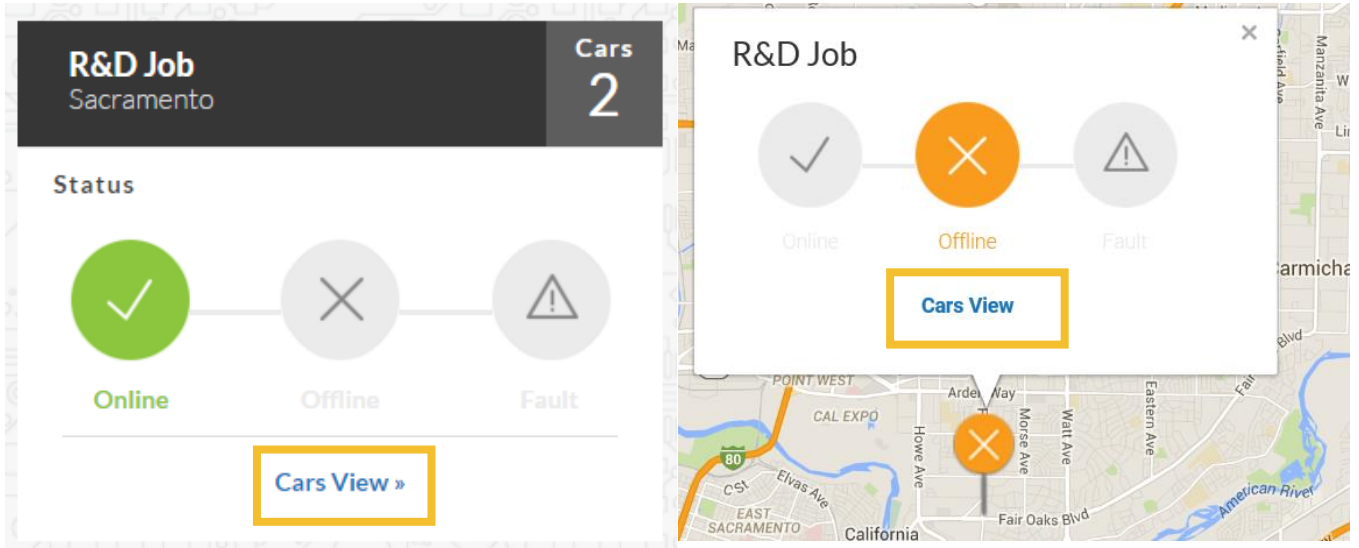 R&D Job
Sacramento
Cars
2
Status
Online
Offline
Fault
Cars View »
R&D Job
×
Online
Offline
Fault
Cars View
Manzanita Ave
POINT WEST
Arden Way
CAL EXPO
Howe Ave
Morse Ave
Watt Ave
Eastern Ave
Blvd
80
C St
Elvas Ave
EAST
SACRAMENTO
California
Fair Oaks Blvd
American River